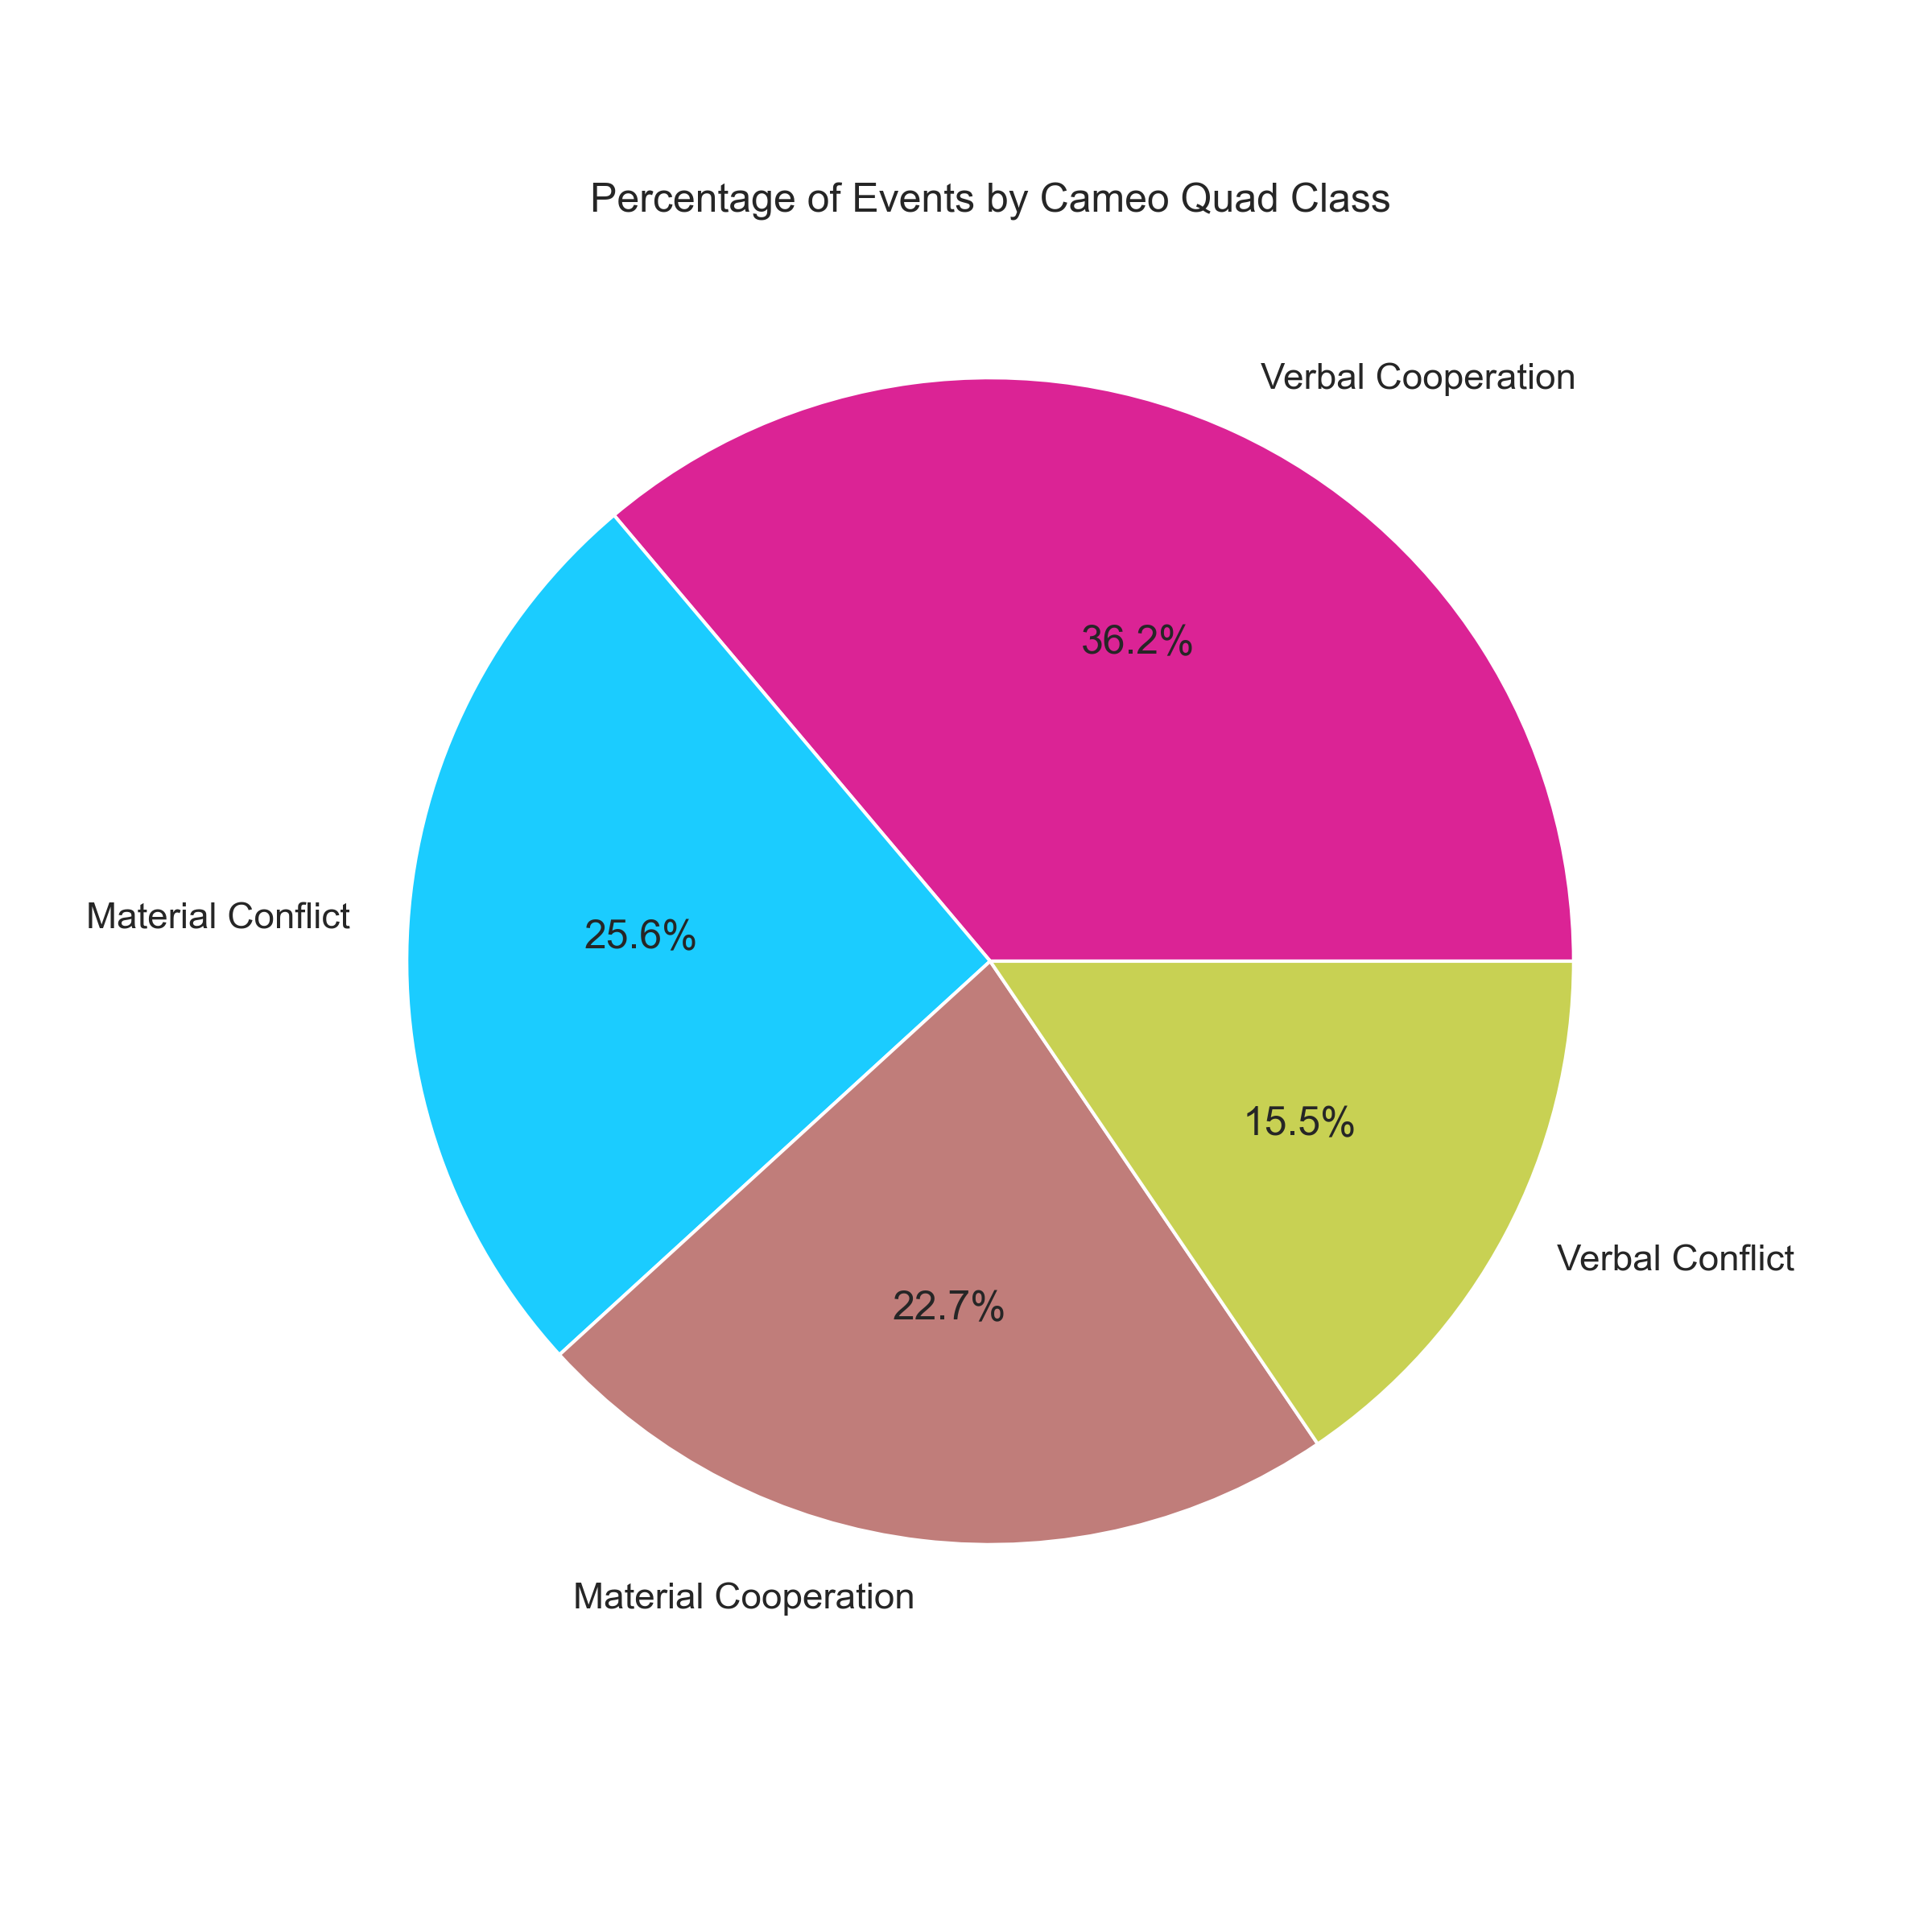 Percentage of Events by Cameo Quad Class
Verbal Cooperation
36.2%
Material Conflict
25.6%
15.5%
Verbal Conflict
22.7%
Material Cooperation